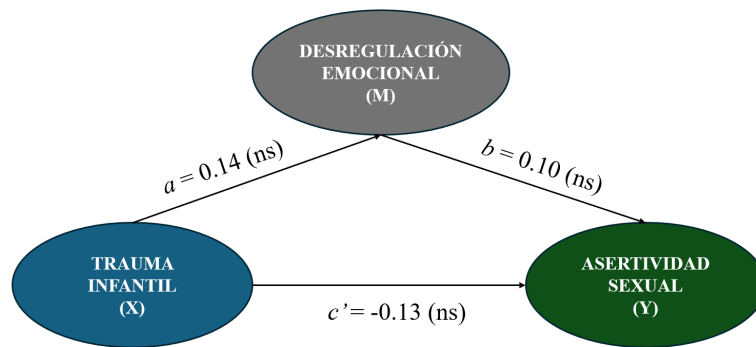 DESREGULACIÓN
EMOCIONAL
(M)
a = 0.14 (ns)
b = 0.10 (ns)
TRAUMA
INFANTIL
(X)
ASERTIVIDAD
SEXUAL
(Y)
c’ = -0.13 (ns)